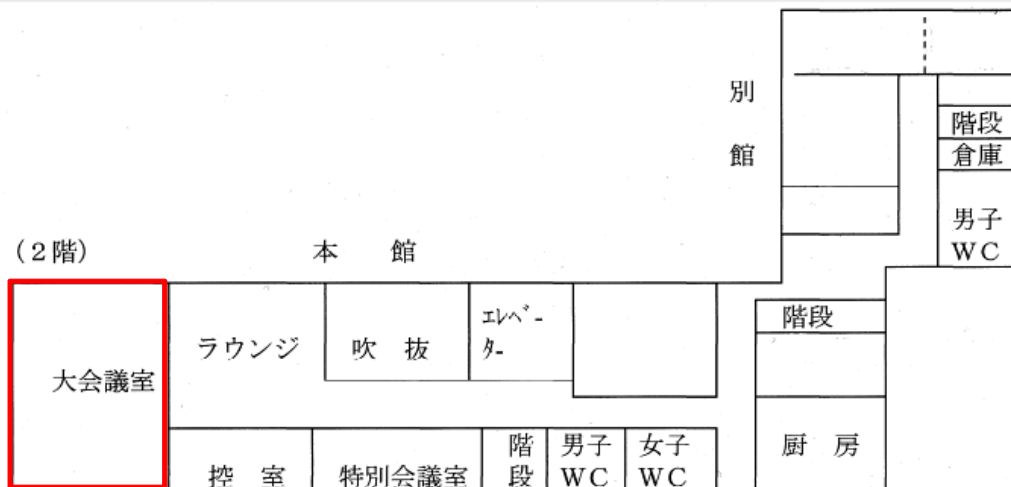 別
館
階段
倉庫
男子
WC
(2階)
本 館
ラウンジ
吹 抜
エレベー
ター
階段
大会議室
控 室
特別会議室
階
段
男子
WC
女子
WC
厨 房